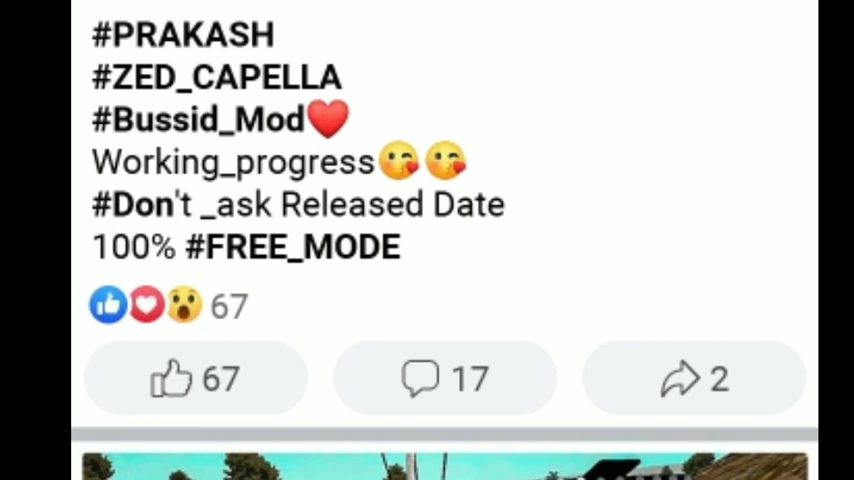 #PRAKASH
#ZED_CAPELLA
#Bussid_Mod❤️
Working_progress😘😘
#Don't _ask Released Date
100% #FREE_MODE
67
67 17 2